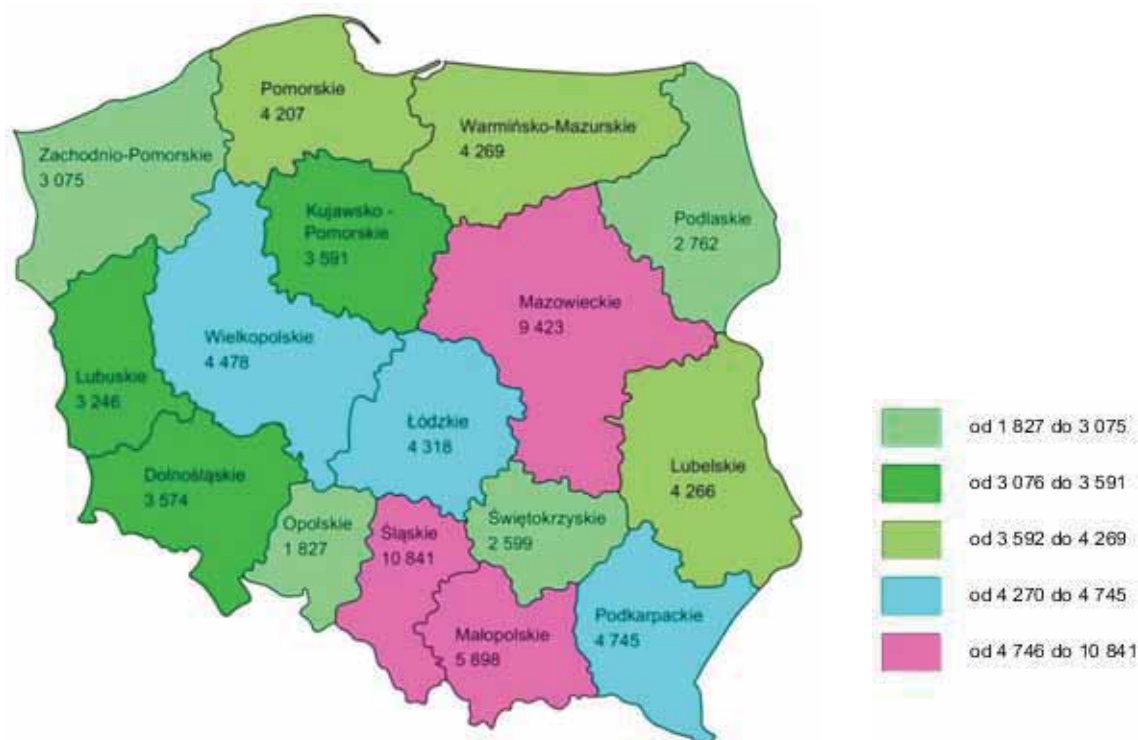 Pomorskie
4 207
Warmińsko-Mazurskie
4 269
Zachodnio-Pomorskie
3 075
Kujawsko -
Pomorskie
3 591
Podlaskie
2 762
Mazowieckie
9 423
Wielkopolskie
4 478
Lubuskie
3 246
Łódzkie
4 318
Dolnośląskie
3 574
Lubelskie
4 266
Opolskie
1 827
Śląskie
10 841
Świętokrzyskie
2 599
Małopolskie
5 898
Podkarpackie
4 745
od 1 827 do 3 075
od 3 076 do 3 591
od 3 592 do 4 269
od 4 270 do 4 745
od 4 746 do 10 841